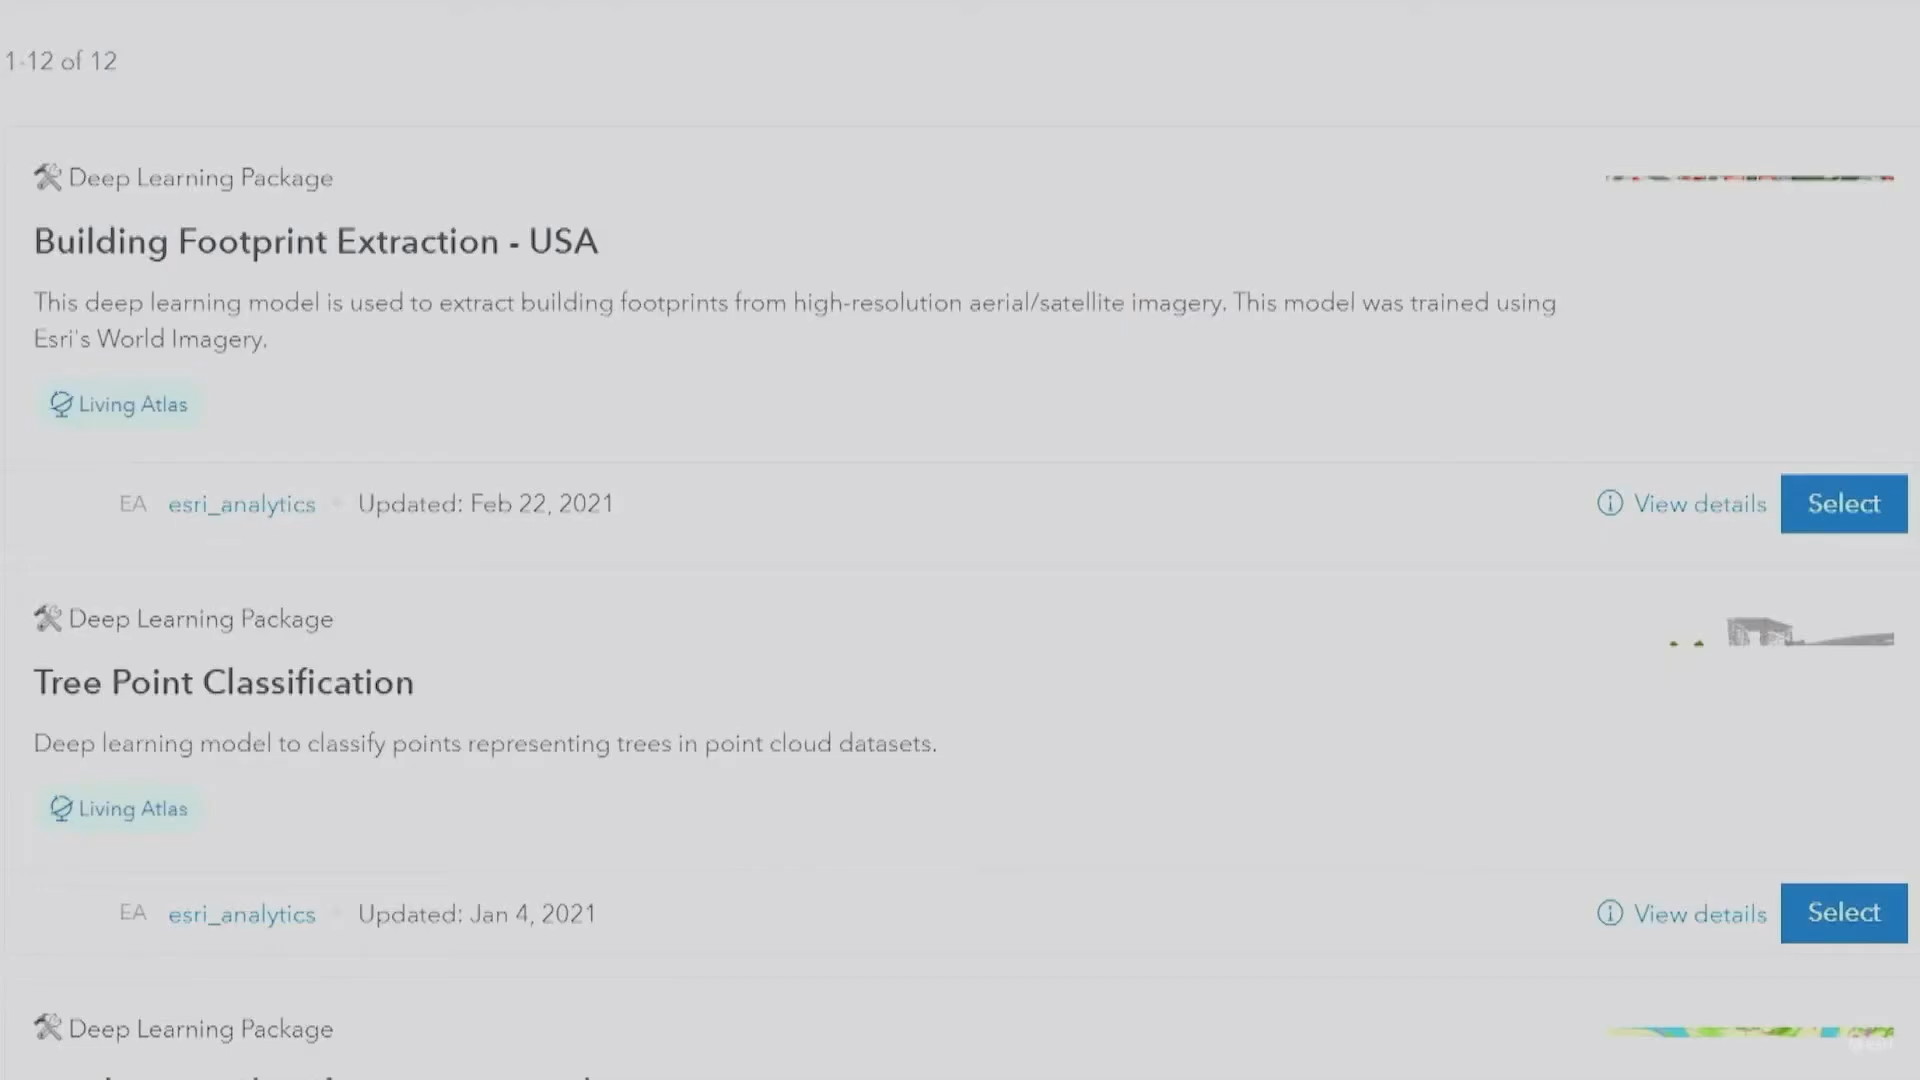 1-12 of 12
Deep Learning Package
Building Footprint Extraction - USA
This deep learning model is used to extract building footprints from high-resolution aerial/satellite imagery. This model was trained using
Esri's World Imagery.
Living Atlas
EA esri_analytics Updated: Feb 22, 2021 View details Select
Deep Learning Package
Tree Point Classification
Deep learning model to classify points representing trees in point cloud datasets.
Living Atlas
EA esri_analytics Updated: Jan 4, 2021 View details Select
Deep Learning Package